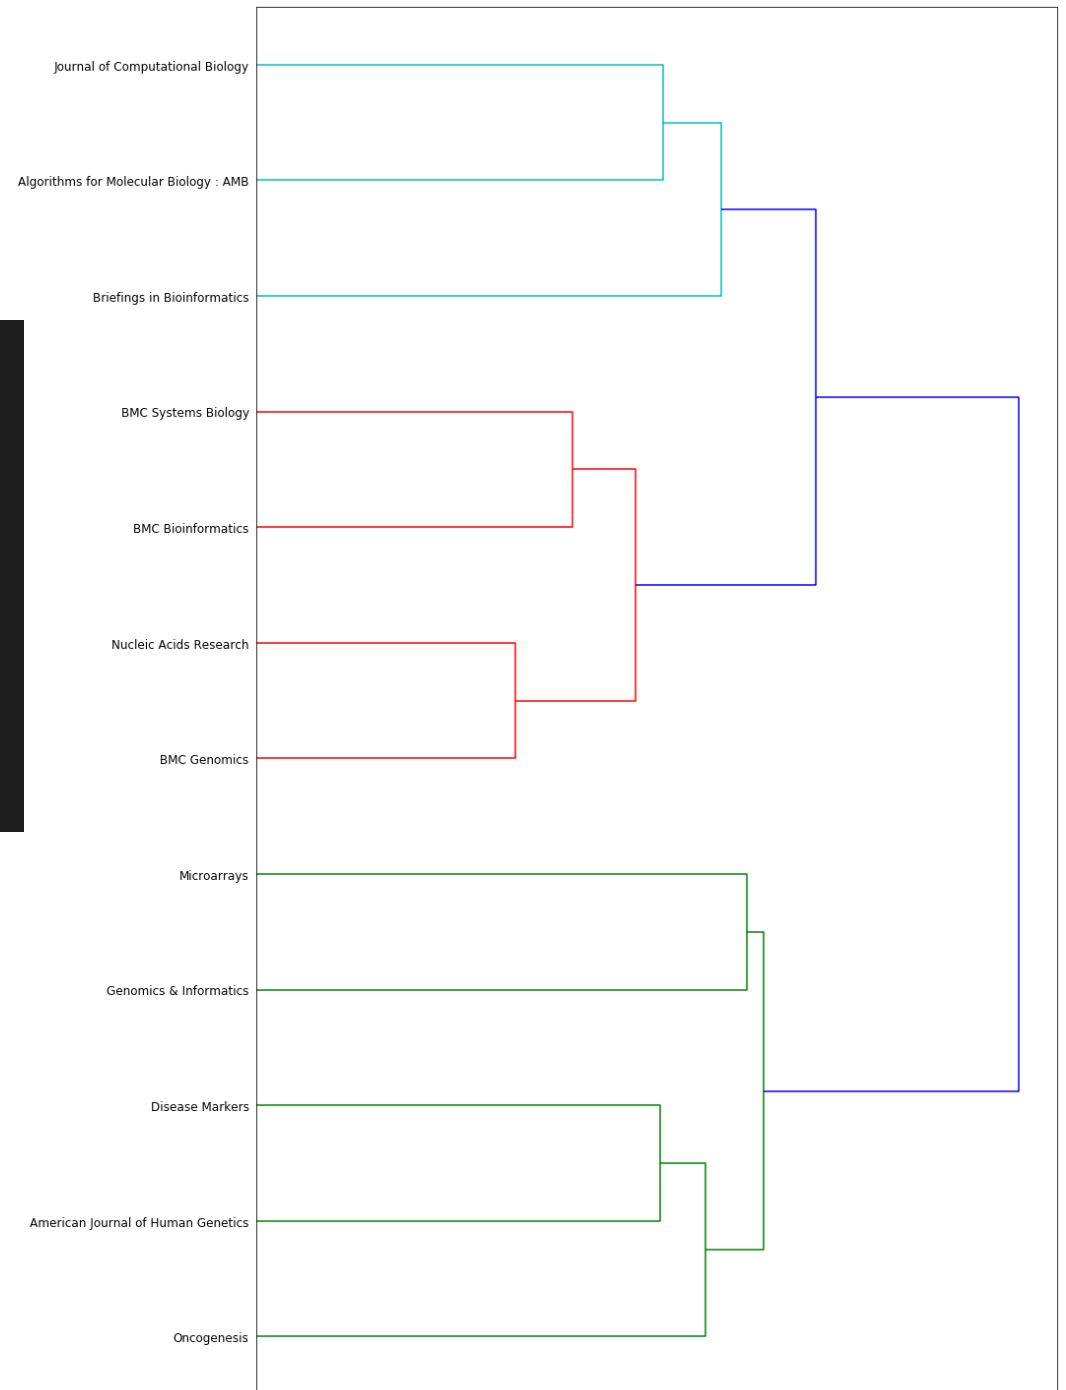 Journal of Computational Biology
Algorithms for Molecular Biology : AMB
Briefings in Bioinformatics
BMC Systems Biology
BMC Bioinformatics
Nucleic Acids Research
BMC Genomics
Microarrays
Genomics & Informatics
Disease Markers
American Journal of Human Genetics
Oncogenesis